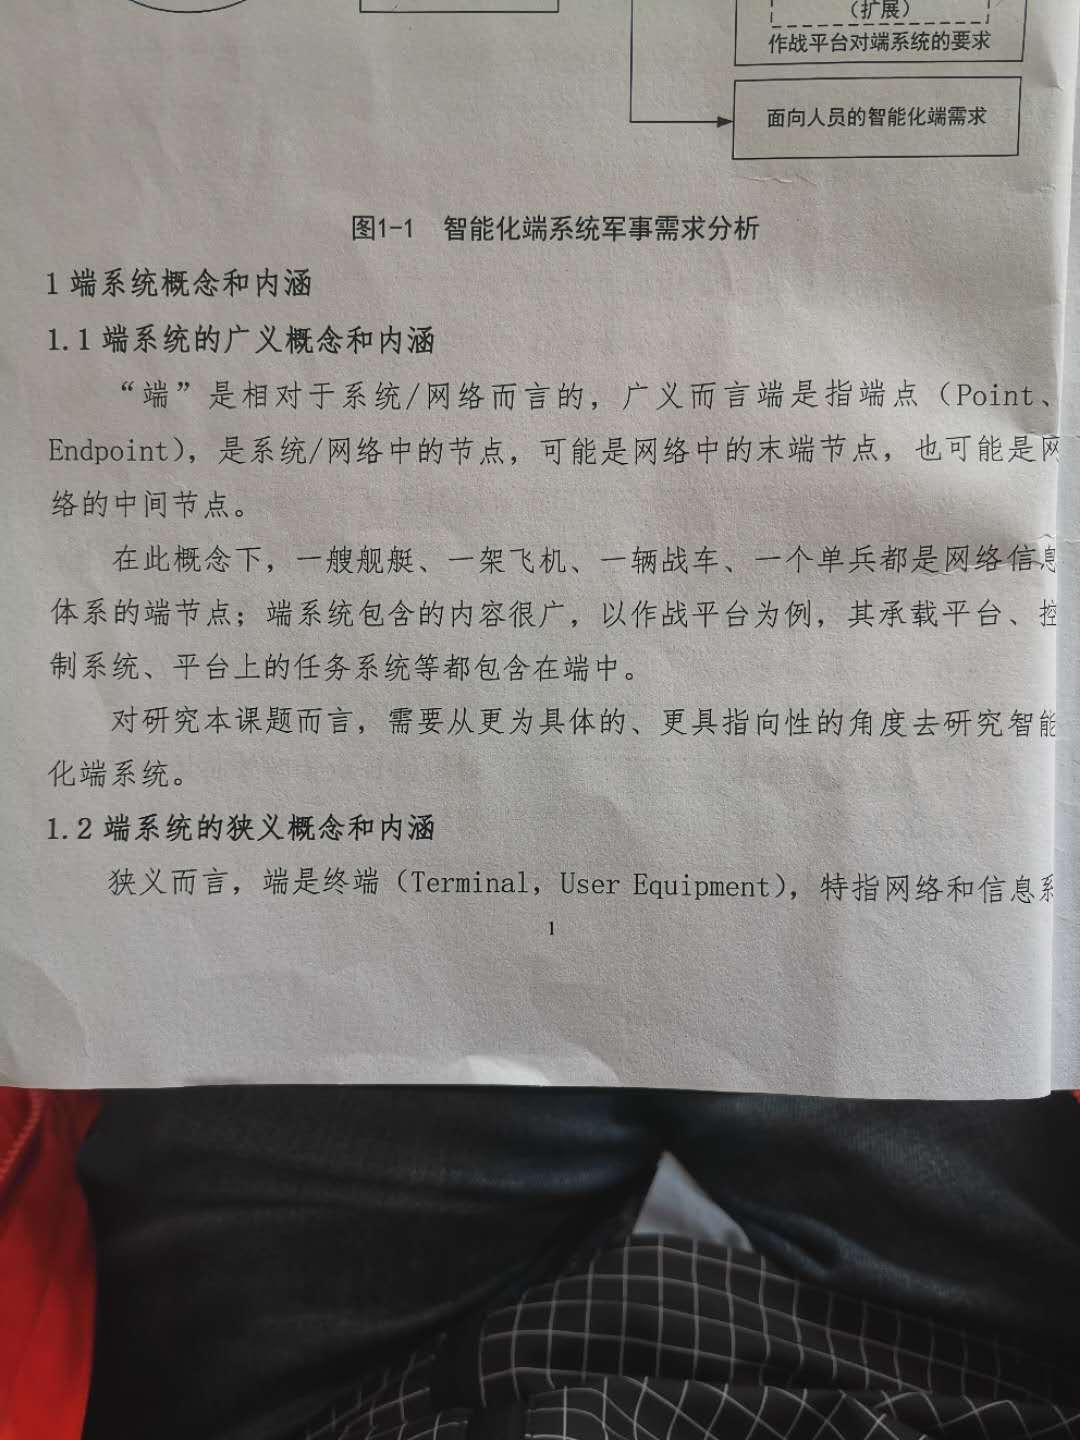 （扩展）
作战平台对端系统的要求
面向人员的智能化端需求
图1-1 智能化端系统军事需求分析
1 端系统概念和内涵
1.1 端系统的广义概念和内涵
“端”是相对于系统/网络而言的，广义而言端是指端点（Point、
Endpoint），是系统/网络中的节点，可能是网络中的末端节点，也可能是网
络的中间节点。
在此概念下，一艘舰艇、一架飞机、一辆战车、一个单兵都是网络信息
体系的端节点；端系统包含的内容很广，以作战平台为例，其承载平台、控
制系统、平台上的任务系统等都包含在端中。
对研究本课题而言，需要从更为具体的、更具指向性的角度去研究智能
化端系统。
1.2 端系统的狭义概念和内涵
狭义而言，端是终端（Terminal，User Equipment），特指网络和信息系
1